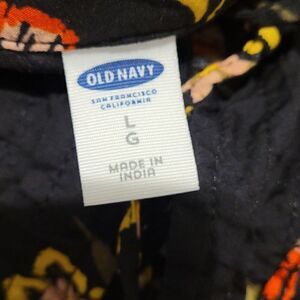 OLD NAVY
SAN FRANCISCO
CALIFORNIA
L
G
MADE IN
INDIA